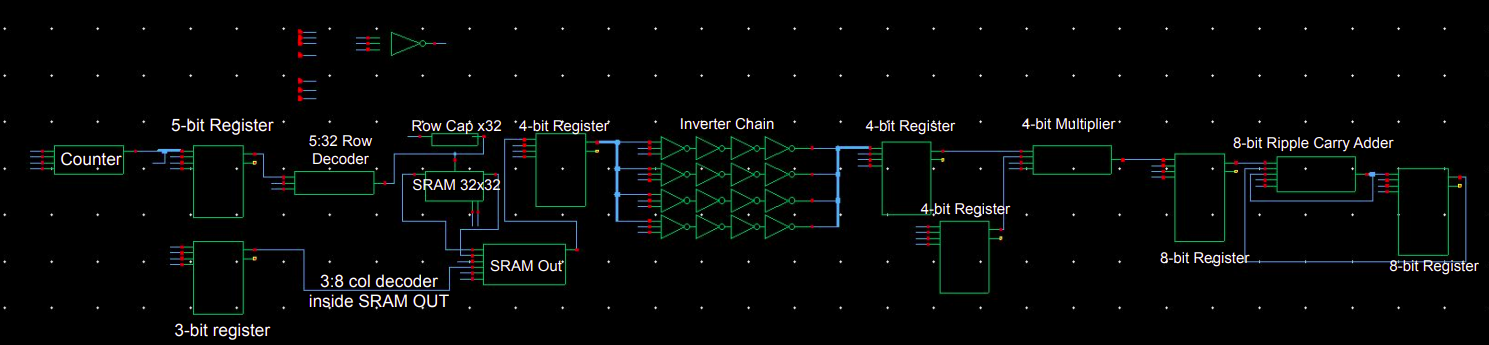 5-bit Register
Counter
5:32 Row
Decoder
Row Cap x32
SRAM 32x32
4-bit Register
Inverter Chain
4-bit Register
4-bit Multiplier
8-bit Ripple Carry Adder
4-bit Register
SRAM Out
3:8 col decoder
inside SRAM OUT
3-bit register
8-bit Register
8-bit Register